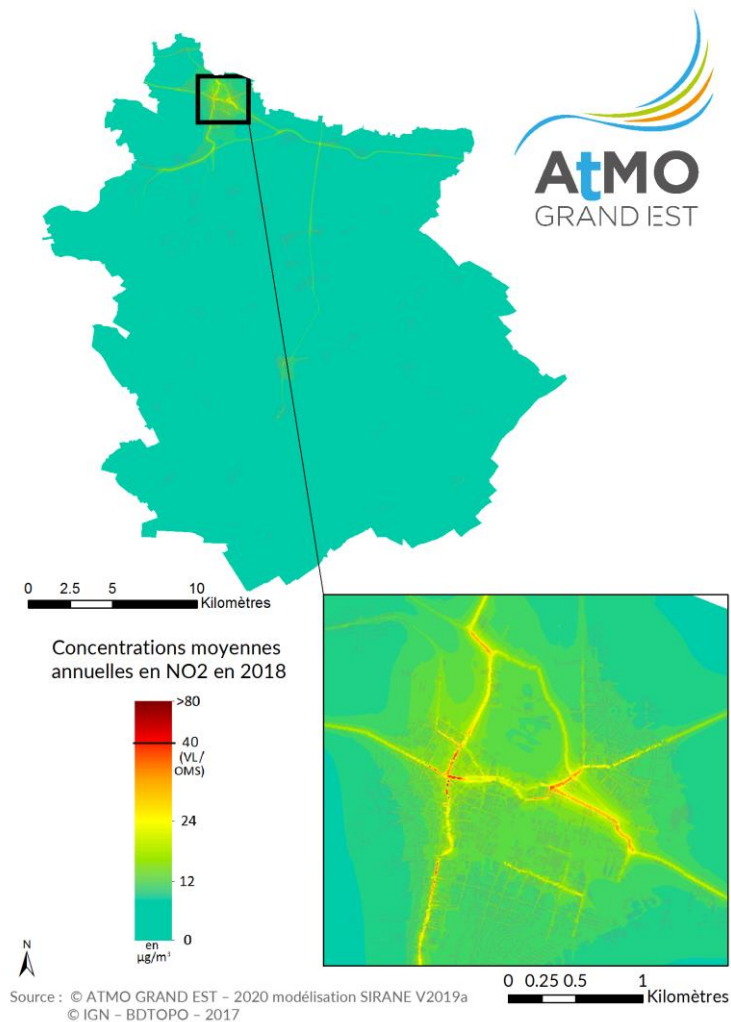 AtMO
GRAND EST
0 2.5 5 10
Kilomètres
Concentrations moyennes
annuelles en NO2 en 2018
>80
40
(VL/
OMS)
24
12
0
en
µg/m³
N
0 0.25 0.5 1
Kilomètres
Source : © ATMO GRAND EST – 2020 modélisation SIRANE V2019a
© IGN – BDTOPO – 2017